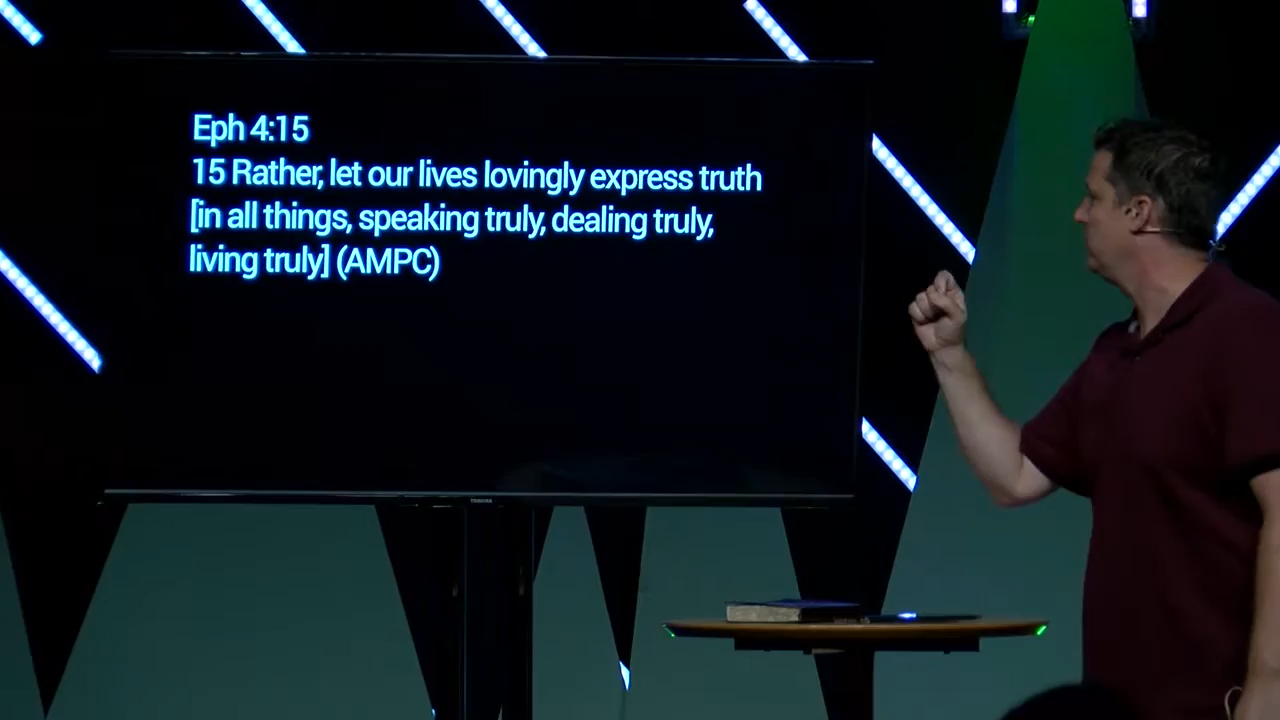 Eph 4:15
15 Rather, let our lives lovingly express truth
[in all things, speaking truly, dealing truly,
living truly] (AMPC)
TOSHIBA